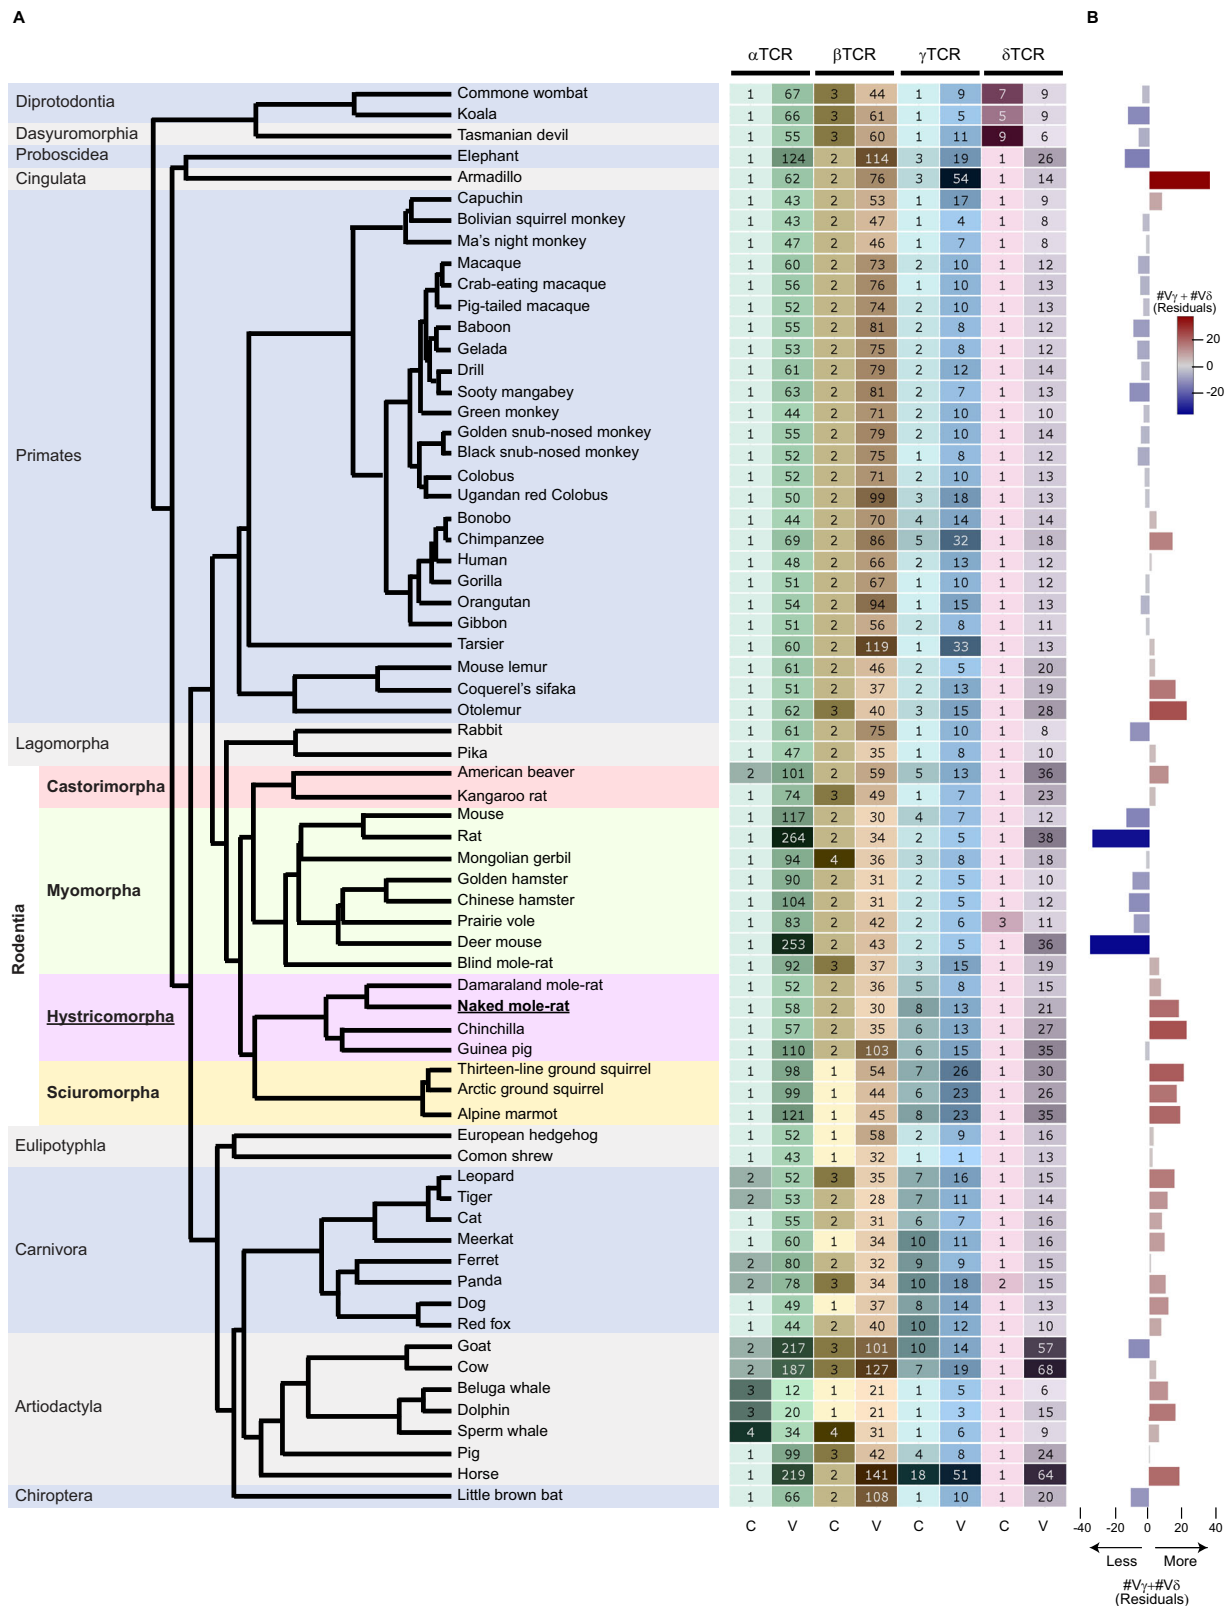 A
B
αTCR βTCR γTCR δTCR
Diprotodontia
Commone wombat 1 67 3 44 1 9 7 9
Koala 1 66 3 61 1 5 5 9
Dasyuromorphia
Tasmanian devil 1 55 3 60 1 11 9 6
Proboscidea
Elephant 1 124 2 114 3 19 1 26
Cingulata
Armadillo 1 62 2 76 3 54 1 14
Primates
Capuchin 1 43 2 53 1 17 1 9
Bolivian squirrel monkey 1 43 2 47 1 4 1 8
Ma's night monkey 1 47 2 46 1 7 1 8
Macaque 1 60 2 73 2 10 1 12
Crab-eating macaque 1 56 2 76 1 10 1 13
Pig-tailed macaque 1 52 2 74 2 10 1 13
Baboon 1 55 2 81 2 8 1 12
Gelada 1 53 2 75 2 8 1 12
Drill 1 61 2 79 2 12 1 14
Sooty mangabey 1 63 2 81 2 7 1 13
Green monkey 1 44 2 71 2 10 1 10
Golden snub-nosed monkey 1 55 2 79 2 10 1 14
Black snub-nosed monkey 1 52 2 75 1 8 1 12
Colobus 1 52 2 71 2 10 1 13
Ugandan red Colobus 1 50 2 99 3 18 1 13
Bonobo 1 44 2 70 4 14 1 14
Chimpanzee 1 69 2 86 5 32 1 18
Human 1 48 2 66 2 13 1 12
Gorilla 1 51 2 67 1 10 1 12
Orangutan 1 54 2 94 1 15 1 13
Gibbon 1 51 2 56 2 8 1 11
Tarsier 1 60 2 119 1 33 1 13
Mouse lemur 1 61 2 46 2 5 1 20
Coquerel's sifaka 1 51 2 37 2 13 1 19
Otolemur 1 62 3 40 3 15 1 28
Lagomorpha
Rabbit 1 61 2 75 1 10 1 8
Pika 1 47 2 35 1 8 1 10
Rodentia
Castorimorpha
American beaver 2 101 2 59 5 13 1 36
Kangaroo rat 1 74 3 49 1 7 1 23
Myomorpha
Mouse 1 117 2 30 4 7 1 12
Rat 1 264 2 34 2 5 1 38
Mongolian gerbil 1 94 4 36 3 8 1 18
Golden hamster 1 90 2 31 2 5 1 10
Chinese hamster 1 104 2 31 2 5 1 12
Prairie vole 1 83 2 42 2 6 3 11
Deer mouse 1 253 2 43 2 5 1 36
Blind mole-rat 1 92 3 37 3 15 1 19
Hystricomorpha
Damaraland mole-rat 1 52 2 36 5 8 1 15
Naked mole-rat 1 58 2 30 8 13 1 21
Chinchilla 1 57 2 35 6 13 1 27
Guinea pig 1 110 2 103 6 15 1 35
Sciuromorpha
Thirteen-line ground squirrel 1 98 1 54 7 26 1 30
Arctic ground squirrel 1 99 1 44 6 23 1 26
Alpine marmot 1 121 1 45 8 23 1 35
Eulipotyphla
European hedgehog 1 52 1 58 2 9 1 16
Comon shrew 1 43 1 32 1 1 1 13
Carnivora
Leopard 2 52 3 35 7 16 1 15
Tiger 2 53 2 28 7 11 1 14
Cat 1 55 2 31 6 7 1 16
Meerkat 1 60 1 34 10 11 1 16
Ferret 2 80 2 32 9 9 1 15
Panda 2 78 3 34 10 18 2 15
Dog 1 49 1 37 8 14 1 13
Red fox 1 44 2 40 10 12 1 10
Artiodactyla
Goat 2 217 3 101 10 14 1 57
Cow 2 187 3 127 7 19 1 68
Beluga whale 3 12 1 21 1 5 1 6
Dolphin 3 20 1 21 1 3 1 15
Sperm whale 4 34 4 31 1 6 1 9
Pig 1 99 3 42 4 8 1 24
Horse 1 219 2 141 18 51 1 64
Chiroptera
Little brown bat 1 66 2 108 1 10 1 20
C V C V C V C V
#Vγ + #Vδ
(Residuals)
20
0
-20
-40 -20 0 20 40
Less More
#Vγ+#Vδ
(Residuals)